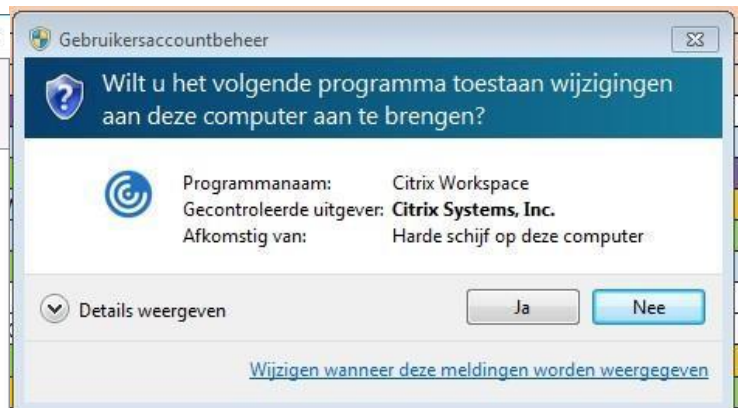 Gebruikersaccountbeheer
Wilt u het volgende programma toestaan wijzigingen
aan deze computer aan te brengen?
Programmanaam: Citrix Workspace
Gecontroleerde uitgever: Citrix Systems, Inc.
Afkomstig van: Harde schijf op deze computer
Details weergeven
Ja
Nee
Wijzigen wanneer deze meldingen worden weergegeven